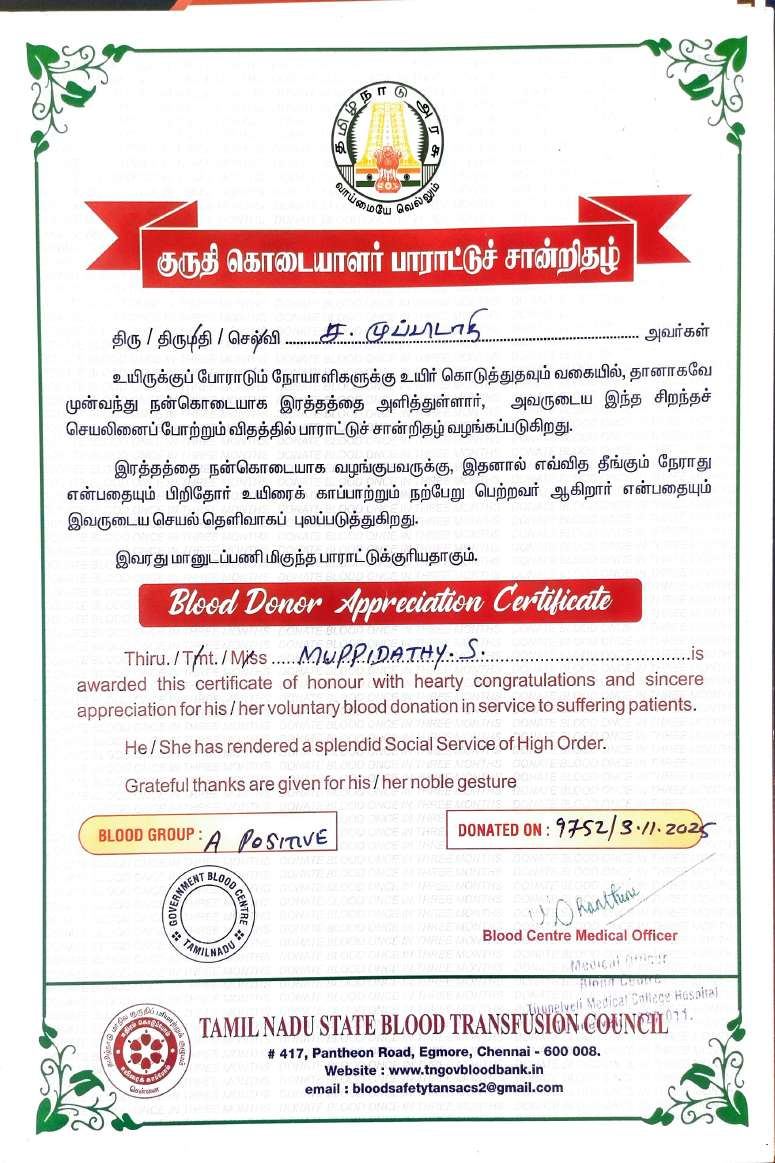 தமிழ்நாடு அரசு
வாய்மையே வெல்லும்
குருதி கொடையாளர் பாராட்டுச் சான்றிதழ்
திரு / திருமதி / செல்வி ச. முப்பிடாதி அவர்கள்
உயிருக்குப் போராடும் நோயாளிகளுக்கு உயிர் கொடுத்துதவும் வகையில், தானாகவே
முன்வந்து நன்கொடையாக இரத்தத்தை அளித்துள்ளார், அவருடைய இந்த சிறந்தச்
செயலினைப் போற்றும் விதத்தில் பாராட்டுச் சான்றிதழ் வழங்கப்படுகிறது.
இரத்தத்தை நன்கொடையாக வழங்குபவருக்கு, இதனால் எவ்வித தீங்கும் நேராது
என்பதையும் பிறிதோர் உயிரைக் காப்பாற்றும் நற்பேறு பெற்றவர் ஆகிறார் என்பதையும்
இவருடைய செயல் தெளிவாகப் புலப்படுத்துகிறது.
இவரது மானுடப்பணி மிகுந்த பாராட்டுக்குரியதாகும்.
Blood Donor Appreciation Certificate
Thiru. / Tmt. / Miss MUPPIDATHY. S. is
awarded this certificate of honour with hearty congratulations and sincere
appreciation for his / her voluntary blood donation in service to suffering patients.
He / She has rendered a splendid Social Service of High Order.
Grateful thanks are given for his / her noble gesture
BLOOD GROUP : A POSITIVE
DONATED ON : 9752/3.11.2025
GOVERNMENT BLOOD CENTRE
TAMILNADU
Blood Centre Medical Officer
Medical Officer
Blood Centre
Tirunelveli Medical College Hospital
TAMIL NADU STATE BLOOD TRANSFUSION COUNCIL
# 417, Pantheon Road, Egmore, Chennai - 600 008.
Website : www.tngovbloodbank.in
email : bloodsafetytansacs2@gmail.com
சென்னை